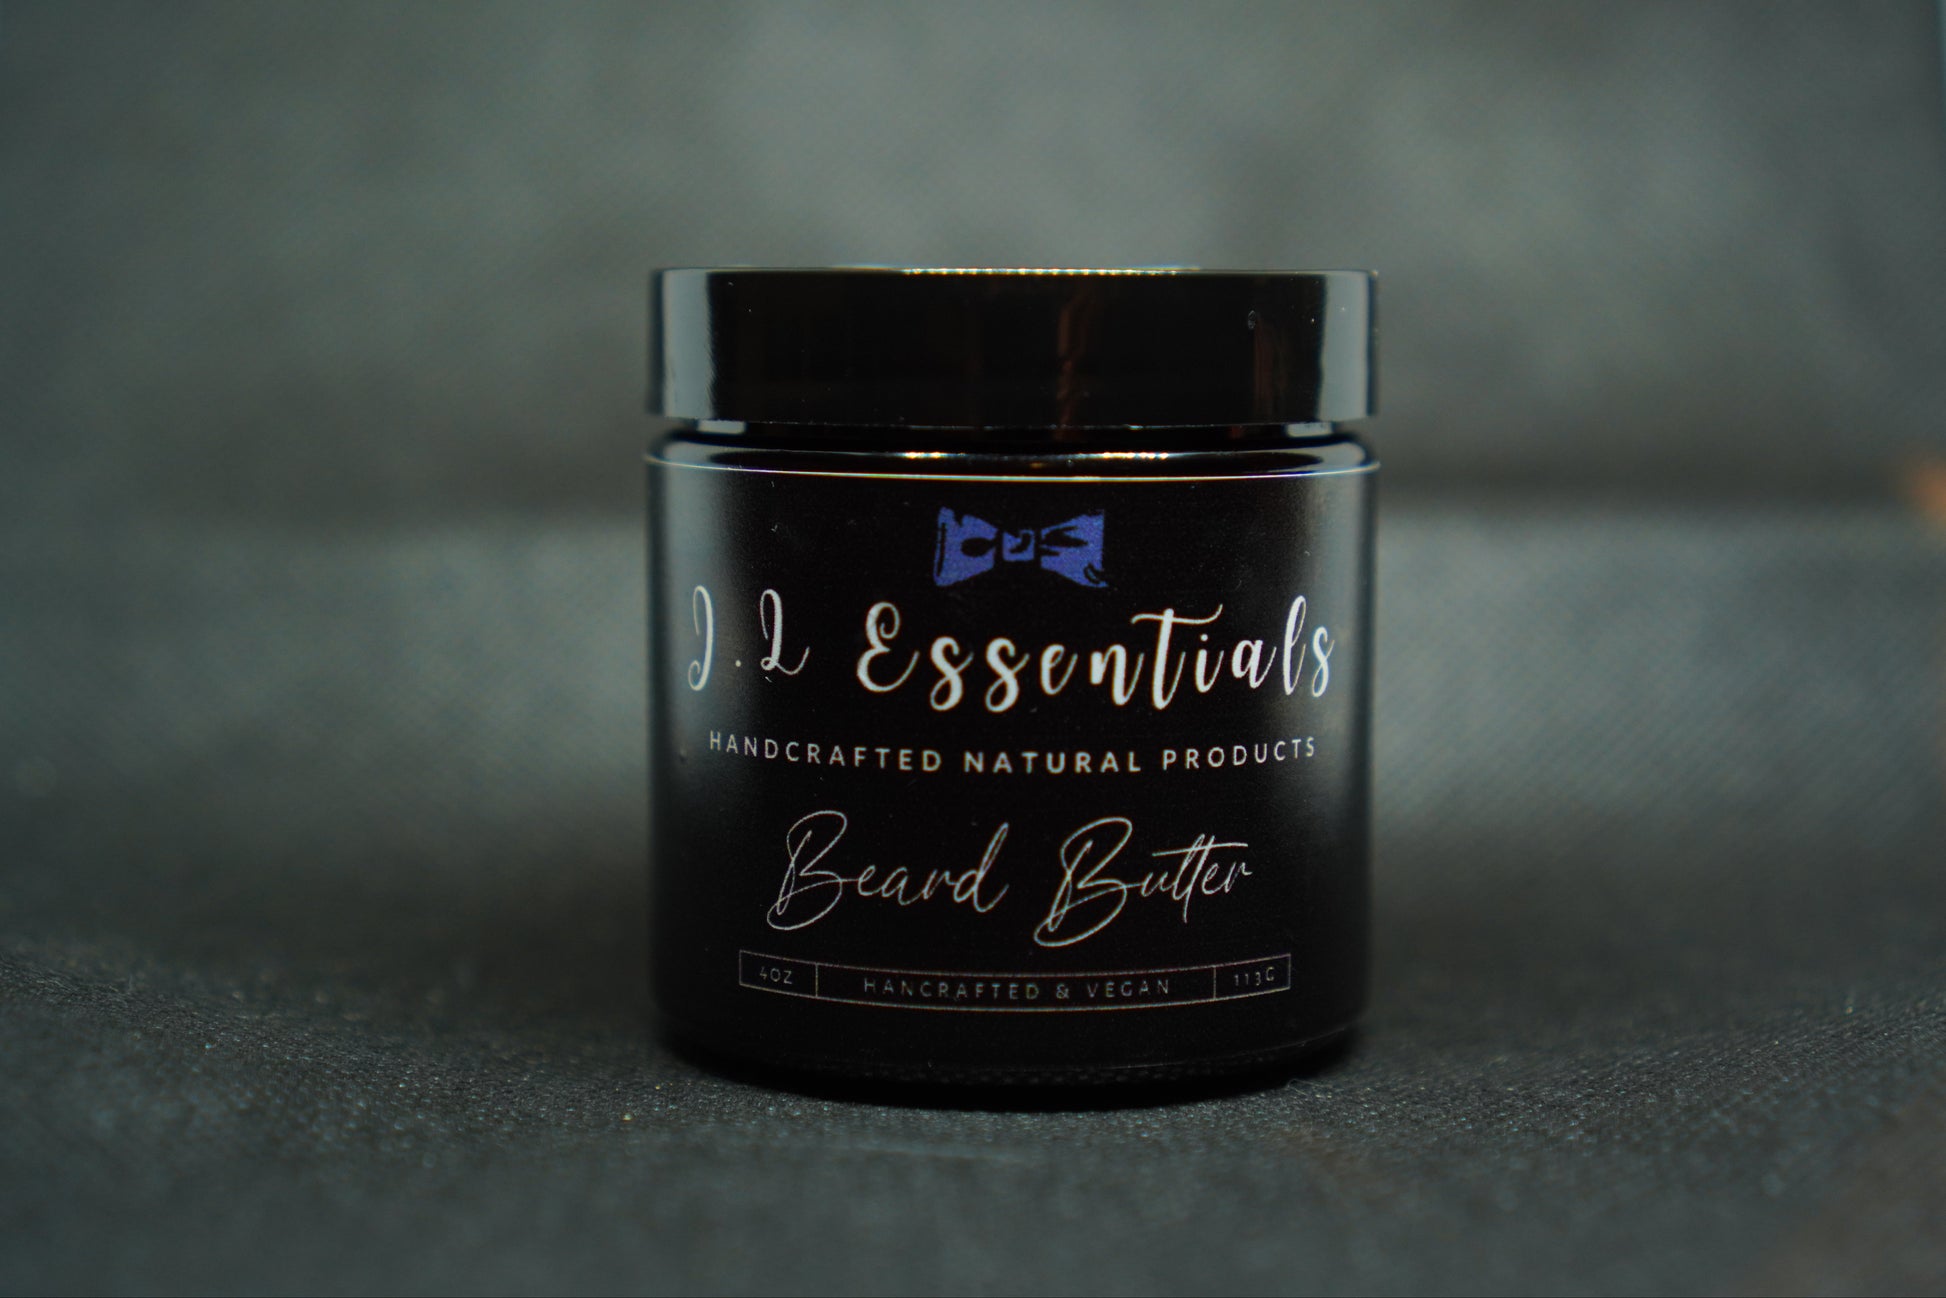 J.L Essentials
HANDCRAFTED NATURAL PRODUCTS
Beard Butter
4OZ HANCRAFTED & VEGAN 113G